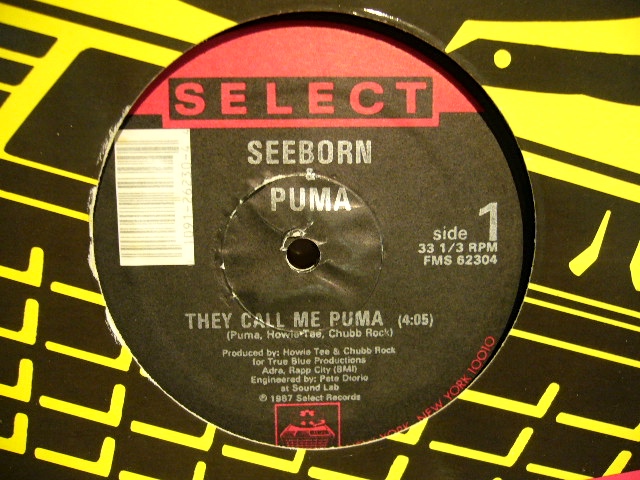 SELECT
SEEBORN
&
PUMA
side 1
33 1/3 RPM
FMS 62304
THEY CALL ME PUMA (4:05)
(Puma, Howie Tee, Chubb Rock)
Produced by: Howie Tee & Chubb Rock
for True Blue Productions
Adra, Rapp City (BMI)
Engineered by: Pete Diorio
at Sound Lab
© 1987 Select Records
NEW YORK 10010